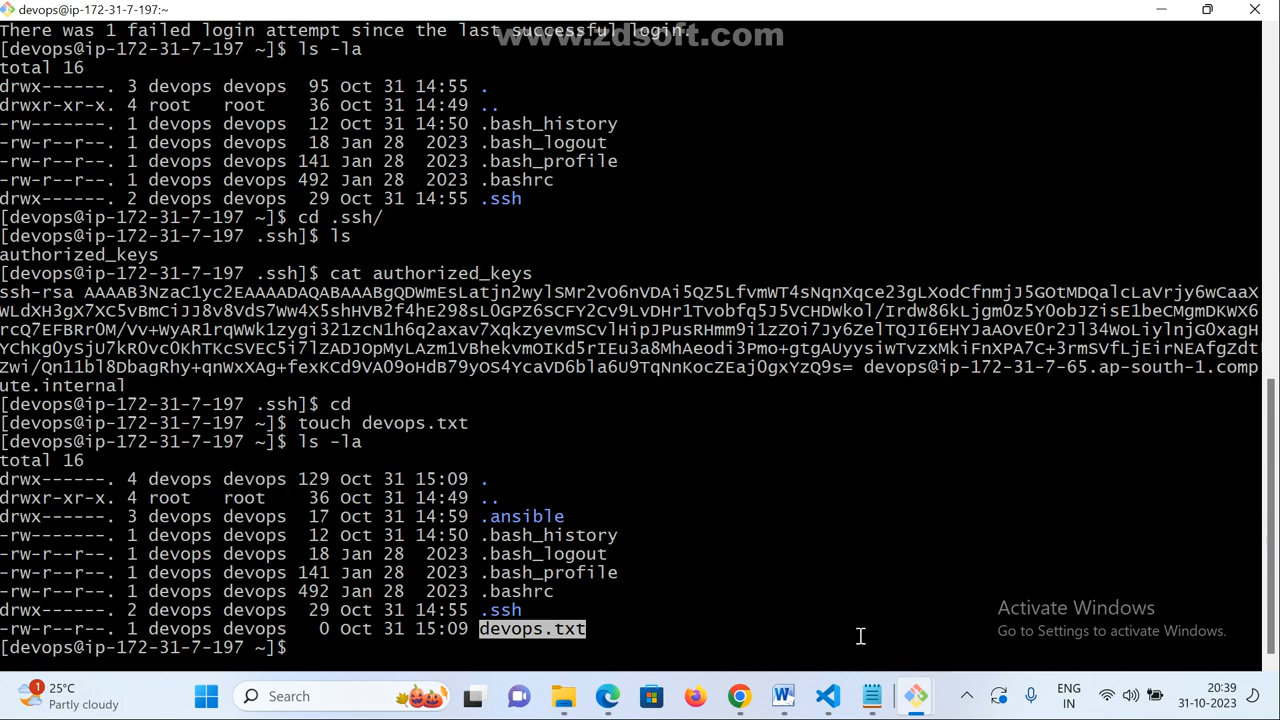 devops@ip-172-31-7-197:~
There was 1 failed login attempt since the last successful login.
www.2dsoft.com
[devops@ip-172-31-7-197 ~]$ ls -la
total 16
drwx------. 3 devops devops  95 Oct 31 14:55 .
drwxr-xr-x. 4 root   root    36 Oct 31 14:49 ..
-rw-------. 1 devops devops  12 Oct 31 14:50 .bash_history
-rw-r--r--. 1 devops devops  18 Jan 28  2023 .bash_logout
-rw-r--r--. 1 devops devops 141 Jan 28  2023 .bash_profile
-rw-r--r--. 1 devops devops 492 Jan 28  2023 .bashrc
drwx------. 2 devops devops  29 Oct 31 14:55 .ssh
[devops@ip-172-31-7-197 ~]$ cd .ssh/
[devops@ip-172-31-7-197 .ssh]$ ls
authorized_keys
[devops@ip-172-31-7-197 .ssh]$ cat authorized_keys
ssh-rsa AAAAB3NzaC1yc2EAAAADAQABAAABgQDWmEsLatjn2wylSMr2vO6nVDAi5QZ5LfvmWT4sNqnXqce23gLXodCfnmjJ5GOtMDQalcLaVrjy6wCaaX
WLdXH3gX7XC5vBmCiJJ8v8VdS7Ww4X5shHVB2f4hE298sLOGPZ6SCFY2Cv9LvDHr1Tvobfq5J5VCHDWkol/Irdw86kLjgm0z5Y0obJzisE1beCMgmDKWX6
rcQ7EFBRr0M/Vv+WyAR1rqWWk1zygi321zcN1h6q2axav7XqkzyevmSCvlHipJPusRHmm9i1zZOi7Jy6ZelTQJI6EHYJaAOVE0r2Jl34WoLiylnjG0xagH
YChKg0ySjU7kR0vc0KhTKcSVEC5i7lZADJOpMyLAzm1VBhekvmOIKd5rIEu3a8MhAeodi3Pmo+gtgAUyysiwTvzxMkiFnXPA7C+3rmSVfLjEirNEAfgZdt
Zwi/Qn11bl8DbagRhy+qnWxXAg+fexKCd9VA09oHdB79yOS4YcaVD6bla6U9TqNnKocZEaj0gxYzQ9s= devops@ip-172-31-7-65.ap-south-1.comp
ute.internal
[devops@ip-172-31-7-197 .ssh]$ cd
[devops@ip-172-31-7-197 ~]$ touch devops.txt
[devops@ip-172-31-7-197 ~]$ ls -la
total 16
drwx------. 4 devops devops 129 Oct 31 15:09 .
drwxr-xr-x. 4 root   root    36 Oct 31 14:49 ..
drwx------. 3 devops devops  17 Oct 31 14:59 .ansible
-rw-------. 1 devops devops  12 Oct 31 14:50 .bash_history
-rw-r--r--. 1 devops devops  18 Jan 28  2023 .bash_logout
-rw-r--r--. 1 devops devops 141 Jan 28  2023 .bash_profile
-rw-r--r--. 1 devops devops 492 Jan 28  2023 .bashrc
drwx------. 2 devops devops  29 Oct 31 14:55 .ssh
-rw-r--r--. 1 devops devops   0 Oct 31 15:09 devops.txt
[devops@ip-172-31-7-197 ~]$
Activate Windows
Go to Settings to activate Windows.
1
25°C
Partly cloudy
Search
ENG
IN
20:39
31-10-2023